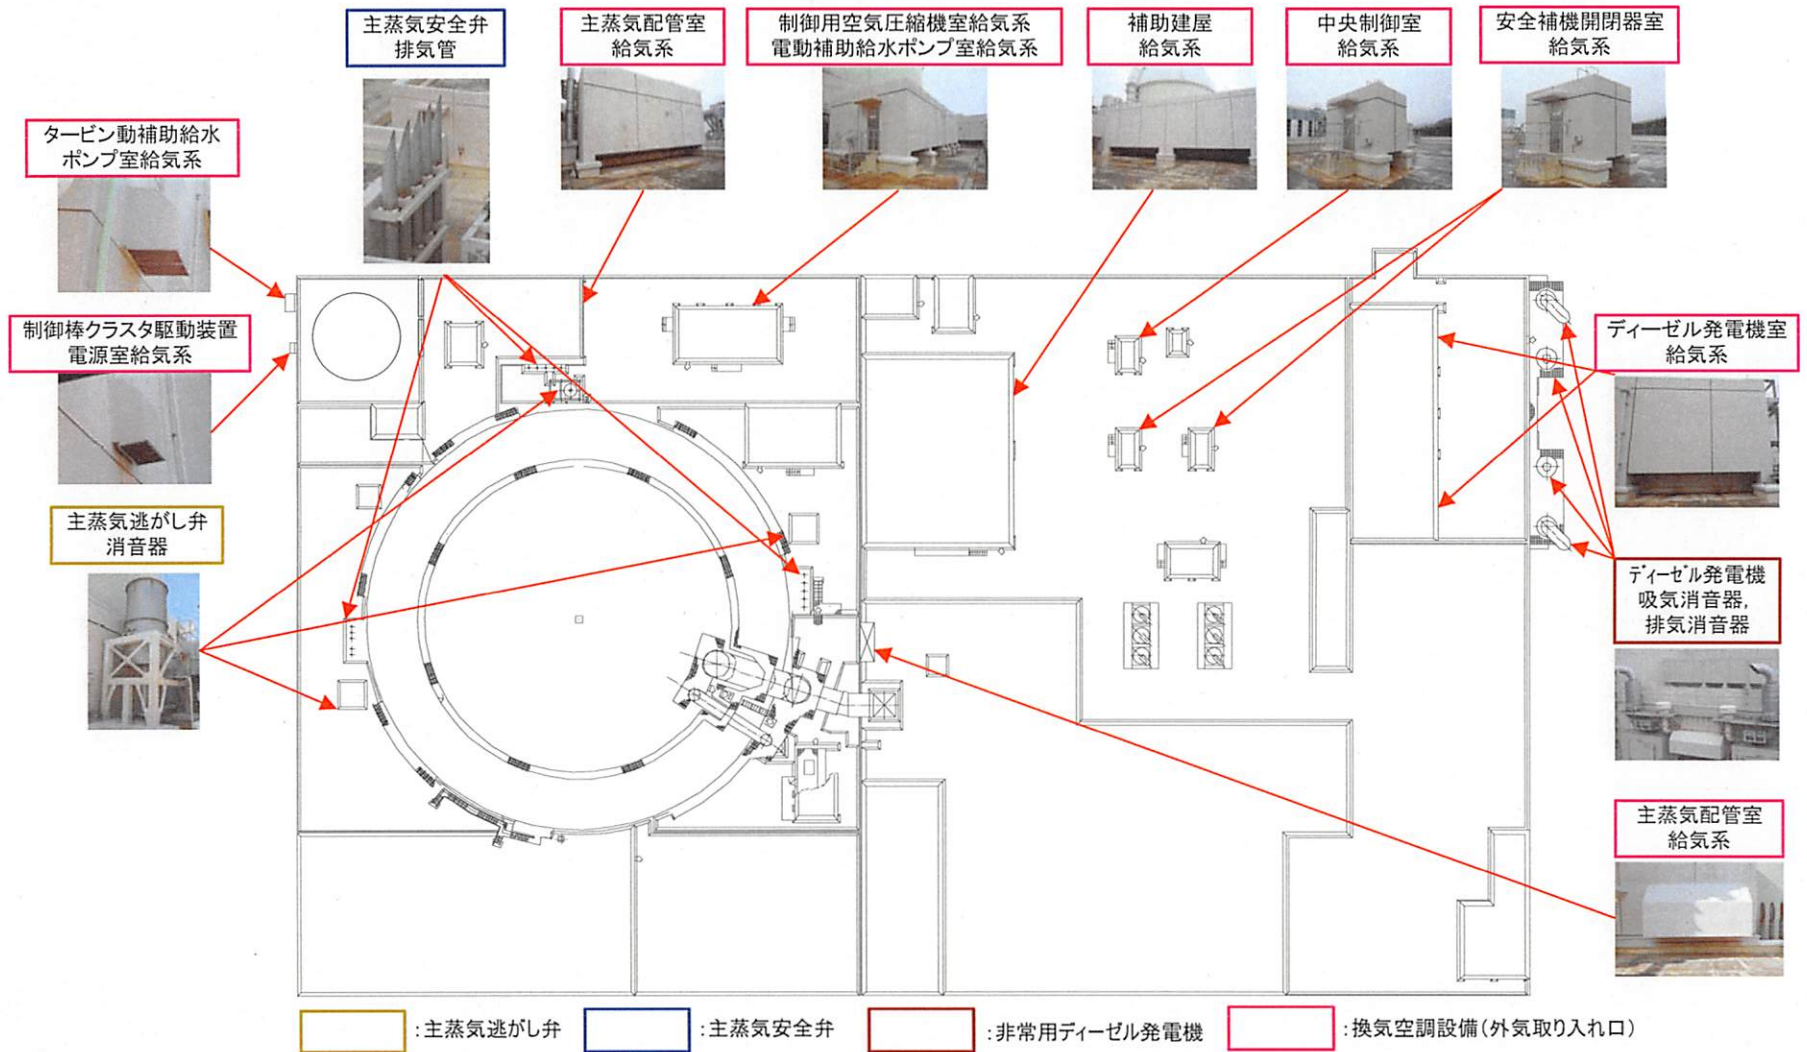 主蒸気安全弁
排気管
主蒸気配管室
給気系
制御用空気圧縮機室給気系
電動補助給水ポンプ室給気系
補助建屋
給気系
中央制御室
給気系
安全補機開閉器室
給気系
タービン動補助給水
ポンプ室給気系
制御棒クラスタ駆動装置
電源室給気系
主蒸気逃がし弁
消音器
ディーゼル発電機室
給気系
ディーゼル発電機
吸気消音器,
排気消音器
主蒸気配管室
給気系
:主蒸気逃がし弁
:主蒸気安全弁
:非常用ディーゼル発電機
:換気空調設備(外気取り入れ口)